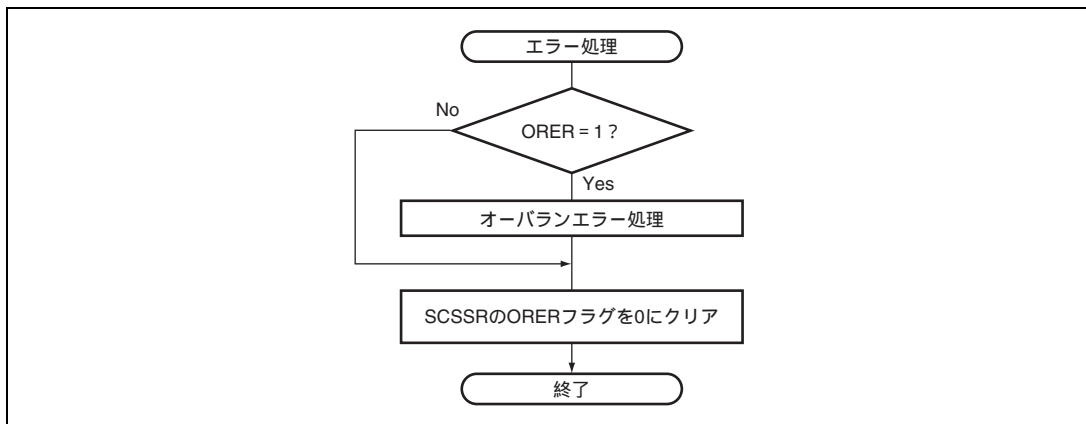 エラー処理
No
ORER = 1?
Yes
オーバランエラー処理
SCSSRのORERフラグを0にクリア
終了